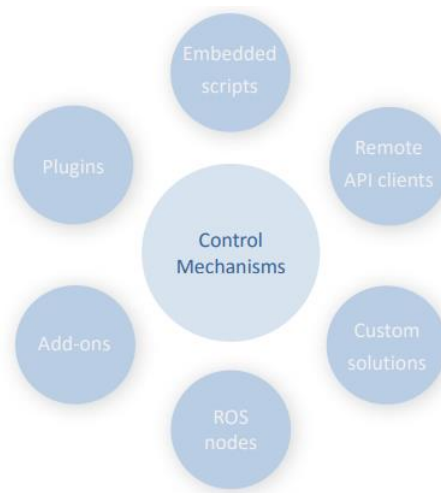 Embedded
scripts
Plugins
Remote
API clients
Control
Mechanisms
Add-ons
Custom
solutions
ROS
nodes